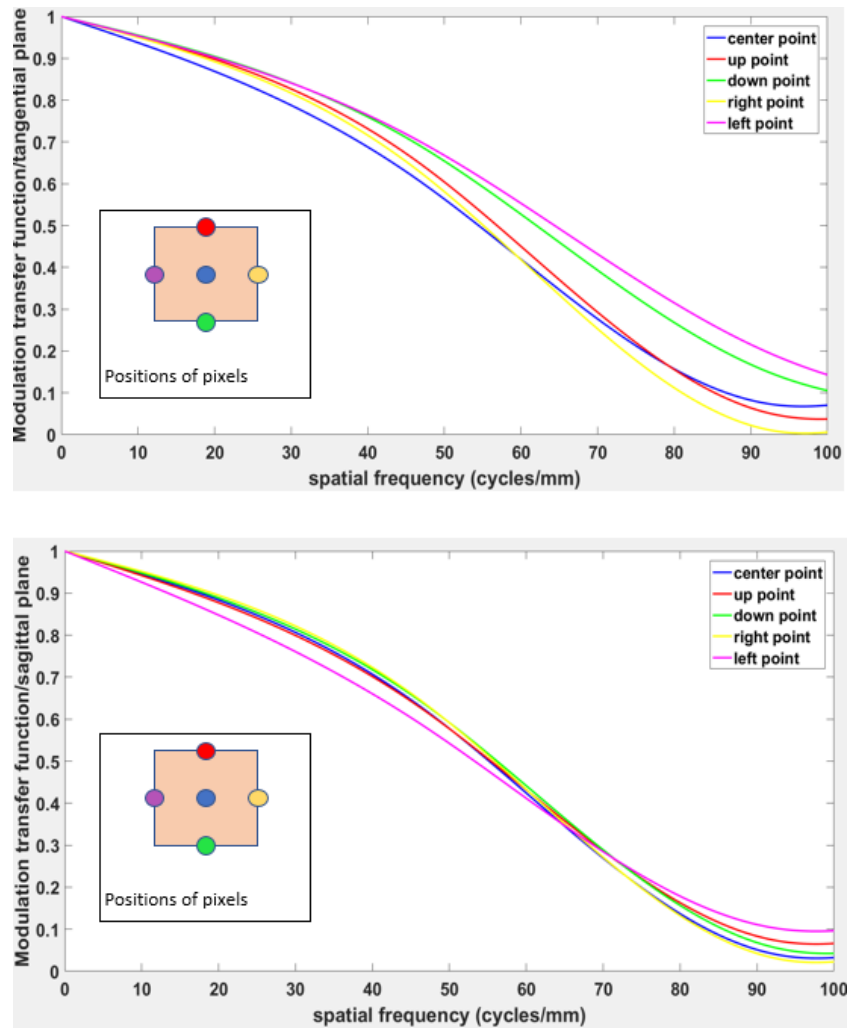 Modulation transfer function/tangential plane
1
0.9
0.8
0.7
0.6
0.5
0.4
0.3
0.2
0.1
0
center point
up point
down point
right point
left point
Positions of pixels
0 10 20 30 40 50 60 70 80 90 100
spatial frequency (cycles/mm)
Modulation transfer function/sagittal plane
1
0.9
0.8
0.7
0.6
0.5
0.4
0.3
0.2
0.1
0
center point
up point
down point
right point
left point
Positions of pixels
0 10 20 30 40 50 60 70 80 90 100
spatial frequency (cycles/mm)